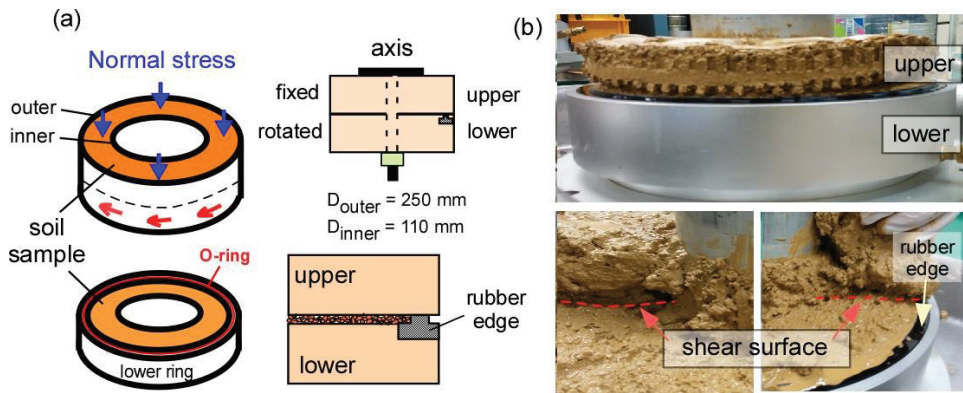 (a)
Normal stress
outer
inner
soil
sample
O-ring
lower ring
axis
fixed
upper
rotated
lower
Douter = 250 mm
Dinner = 110 mm
upper
rubber
edge
lower
(b)
upper
lower
rubber
edge
shear surface